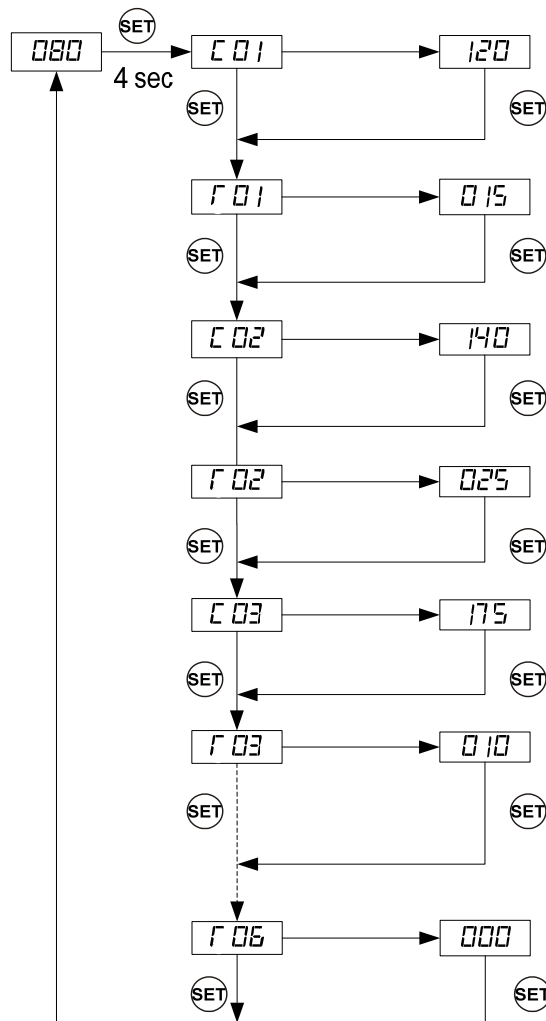 SET
080 C 01 120
4 sec
SET SET
Γ 01 015
SET SET
C 02 140
SET SET
Γ 02 025
SET SET
C 03 175
SET SET
Γ 03 010
SET SET
Γ 06 000
SET SET